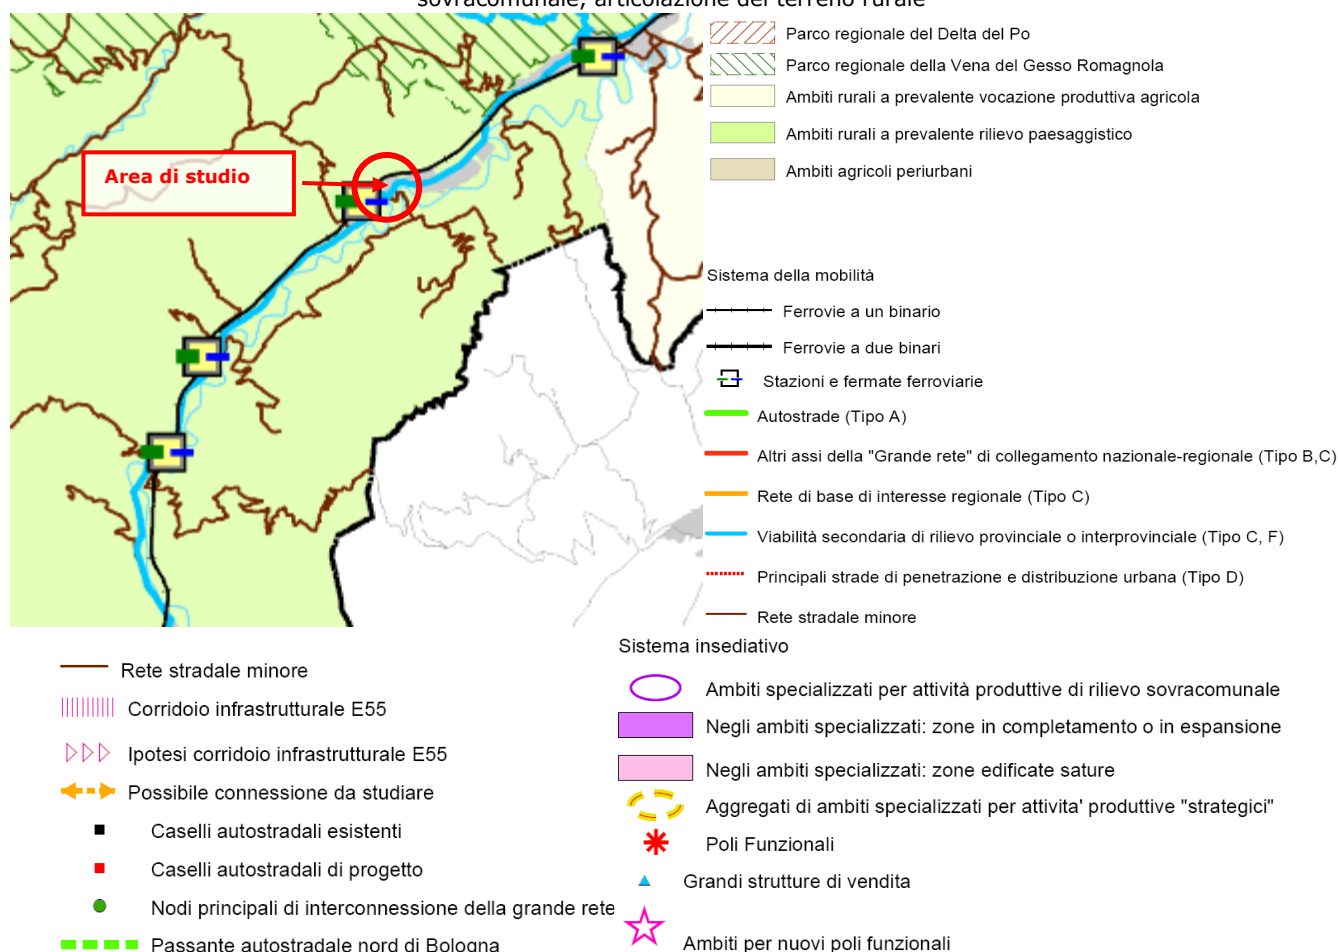 sovracomunale, articolazione del terreno rurale
Area di studio
Parco regionale del Delta del Po
Parco regionale della Vena del Gesso Romagnola
Ambiti rurali a prevalente vocazione produttiva agricola
Ambiti rurali a prevalente rilievo paesaggistico
Ambiti agricoli periurbani
Sistema della mobilità
Ferrovie a un binario
Ferrovie a due binari
Stazioni e fermate ferroviarie
Autostrade (Tipo A)
Altri assi della "Grande rete" di collegamento nazionale-regionale (Tipo B,C)
Rete di base di interesse regionale (Tipo C)
Viabilità secondaria di rilievo provinciale o interprovinciale (Tipo C, F)
Principali strade di penetrazione e distribuzione urbana (Tipo D)
Rete stradale minore
Rete stradale minore
Corridoio infrastrutturale E55
Ipotesi corridoio infrastrutturale E55
Possibile connessione da studiare
Caselli autostradali esistenti
Caselli autostradali di progetto
Nodi principali di interconnessione della grande rete
Passante autostradale nord di Bologna
Sistema insediativo
Ambiti specializzati per attività produttive di rilievo sovracomunale
Negli ambiti specializzati: zone in completamento o in espansione
Negli ambiti specializzati: zone edificate sature
Aggregati di ambiti specializzati per attivita' produttive "strategici"
Poli Funzionali
Grandi strutture di vendita
Ambiti per nuovi poli funzionali